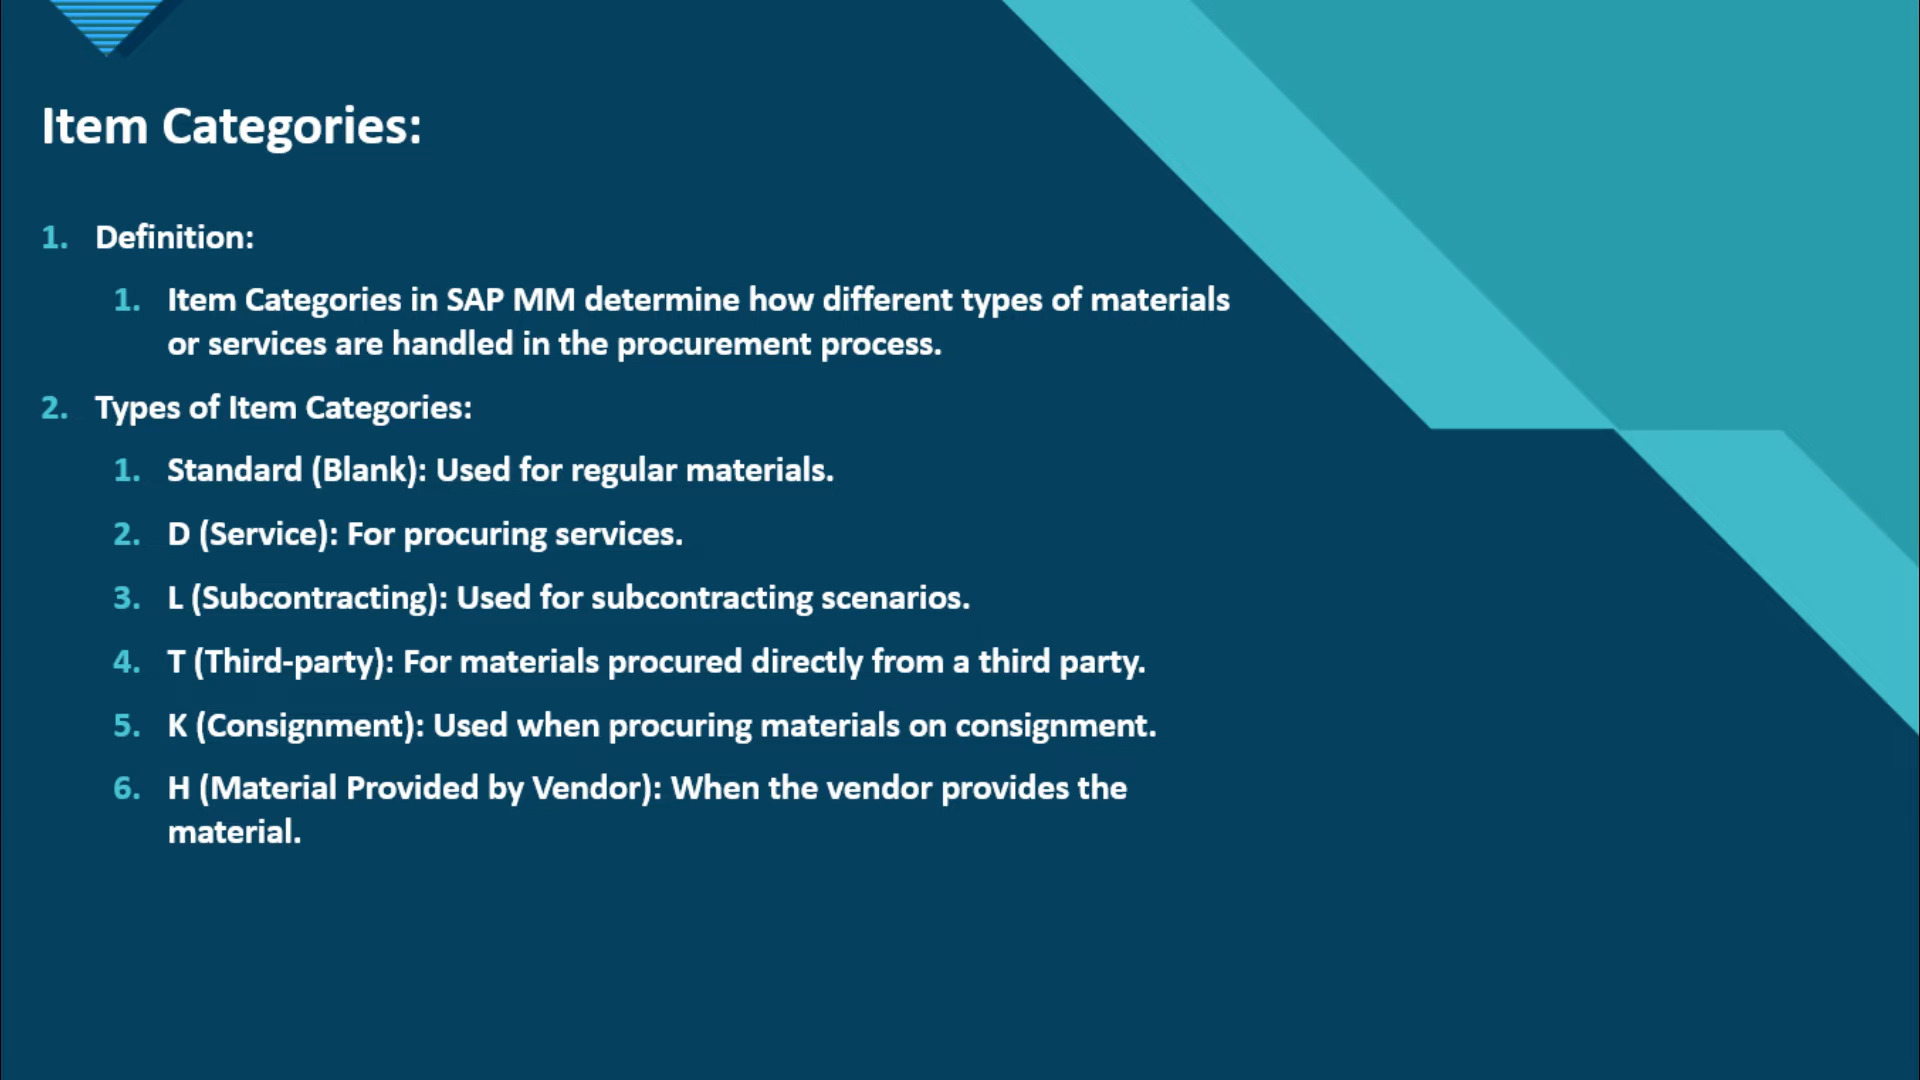 Item Categories:
1. Definition:
1. Item Categories in SAP MM determine how different types of materials
or services are handled in the procurement process.
2. Types of Item Categories:
1. Standard (Blank): Used for regular materials.
2. D (Service): For procuring services.
3. L (Subcontracting): Used for subcontracting scenarios.
4. T (Third-party): For materials procured directly from a third party.
5. K (Consignment): Used when procuring materials on consignment.
6. H (Material Provided by Vendor): When the vendor provides the
material.